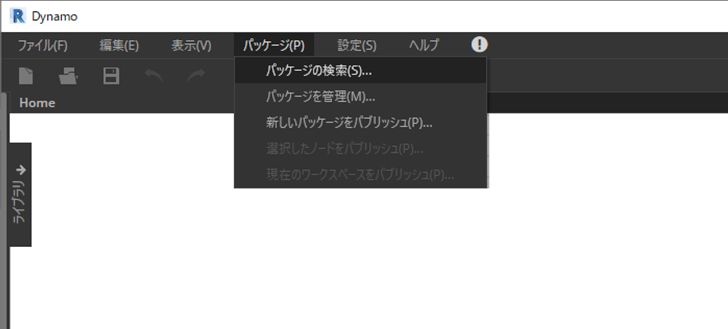 R Dynamo
ファイル(F) 編集(E) 表示(V) パッケージ(P) 設定(S) ヘルプ !
パッケージの検索(S)...
パッケージを管理(M)...
新しいパッケージをパブリッシュ(P)...
選択したノードをパブリッシュ(P)...
現在のワークスペースをパブリッシュ(P)...
Home
ライブラリ